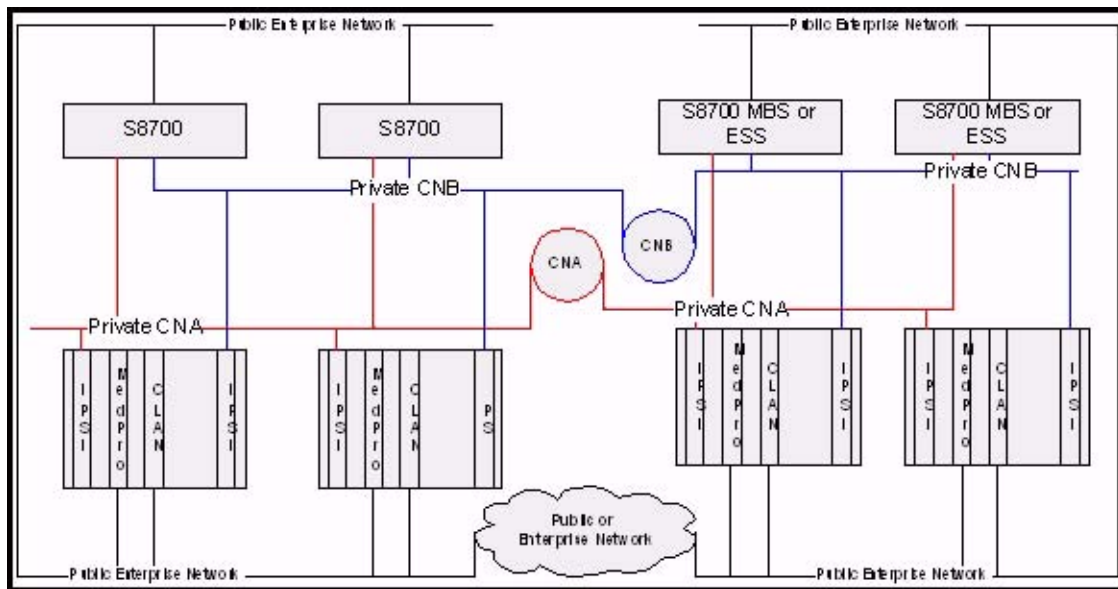 Public Enterprise Network
Public Enterprise Network
S8700
S8700
S8700 MBS or
ESS
S8700 MBS or
ESS
Private CNB
Private CNB
CNB
CNA
Private CNA
Private CNA
IPSI
MedPro
CLAN
IPSI
IPSI
MedPro
CLAN
PS
IPSI
MedPro
CLAN
IPSI
IPSI
MedPro
CLAN
IPSI
Public or
Enterprise Network
Public Enterprise Network
Public Enterprise Network